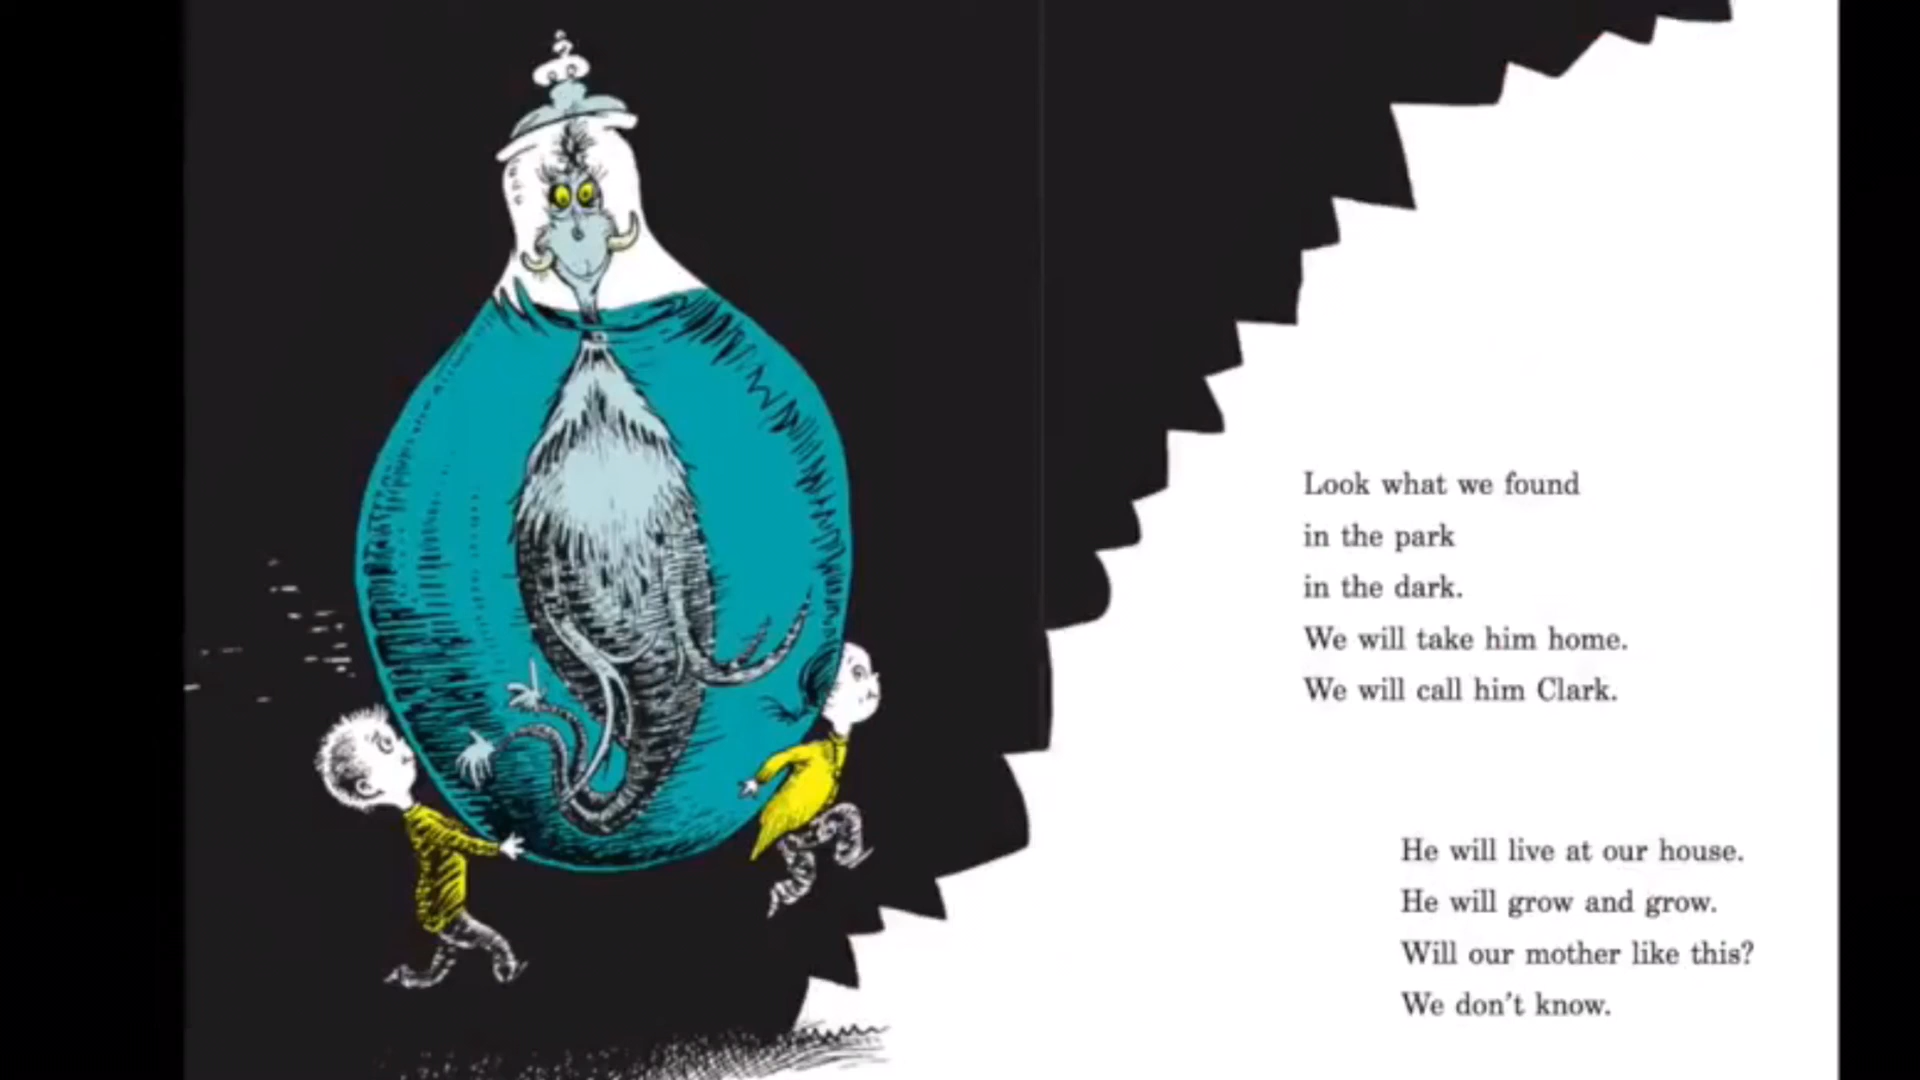 Look what we found
in the park
in the dark.
We will take him home.
We will call him Clark.
He will live at our house.
He will grow and grow.
Will our mother like this?
We don't know.